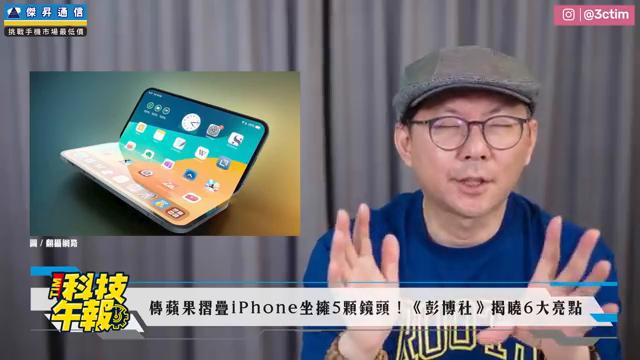 傑昇通信
挑戰手機市場最低價
@3ctim
圖/翻攝網路
科技
午報
傳蘋果摺疊iPhone坐擁5顆鏡頭!《彭博社》揭曉6大亮點